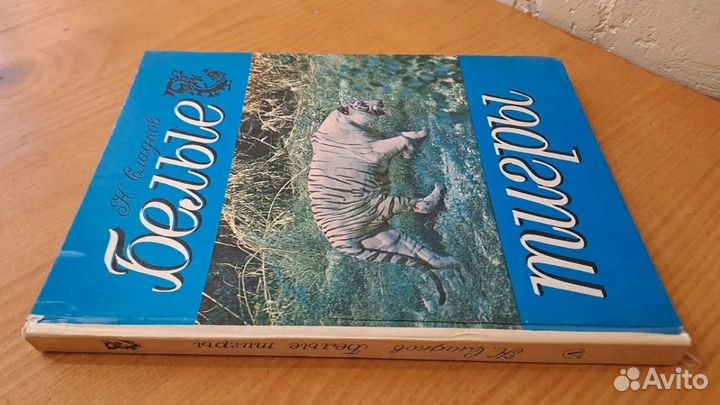 Н. Сладков
Белые
тигры
Н. Сладков Белые тигры
Avito